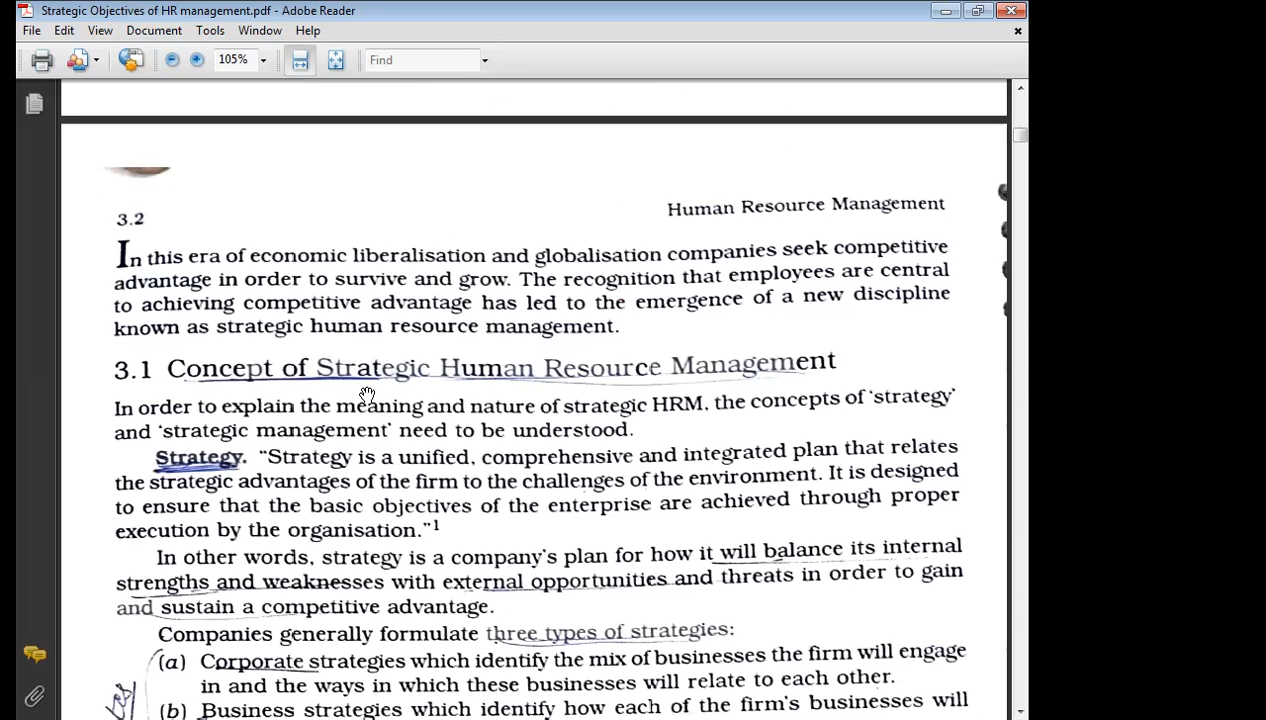 Strategic Objectives of HR management.pdf - Adobe Reader
File Edit View Document Tools Window Help
105% Find
3.2 Human Resource Management
In this era of economic liberalisation and globalisation companies seek competitive
advantage in order to survive and grow. The recognition that employees are central
to achieving competitive advantage has led to the emergence of a new discipline
known as strategic human resource management.
3.1 Concept of Strategic Human Resource Management
In order to explain the meaning and nature of strategic HRM, the concepts of 'strategy'
and 'strategic management' need to be understood.
Strategy. "Strategy is a unified, comprehensive and integrated plan that relates
the strategic advantages of the firm to the challenges of the environment. It is designed
to ensure that the basic objectives of the enterprise are achieved through proper
execution by the organisation."1
In other words, strategy is a company's plan for how it will balance its internal
strengths and weaknesses with external opportunities and threats in order to gain
and sustain a competitive advantage.
Companies generally formulate three types of strategies:
(a) Corporate strategies which identify the mix of businesses the firm will engage
in and the ways in which these businesses will relate to each other.
(b) Business strategies which identify how each of the firm's businesses will